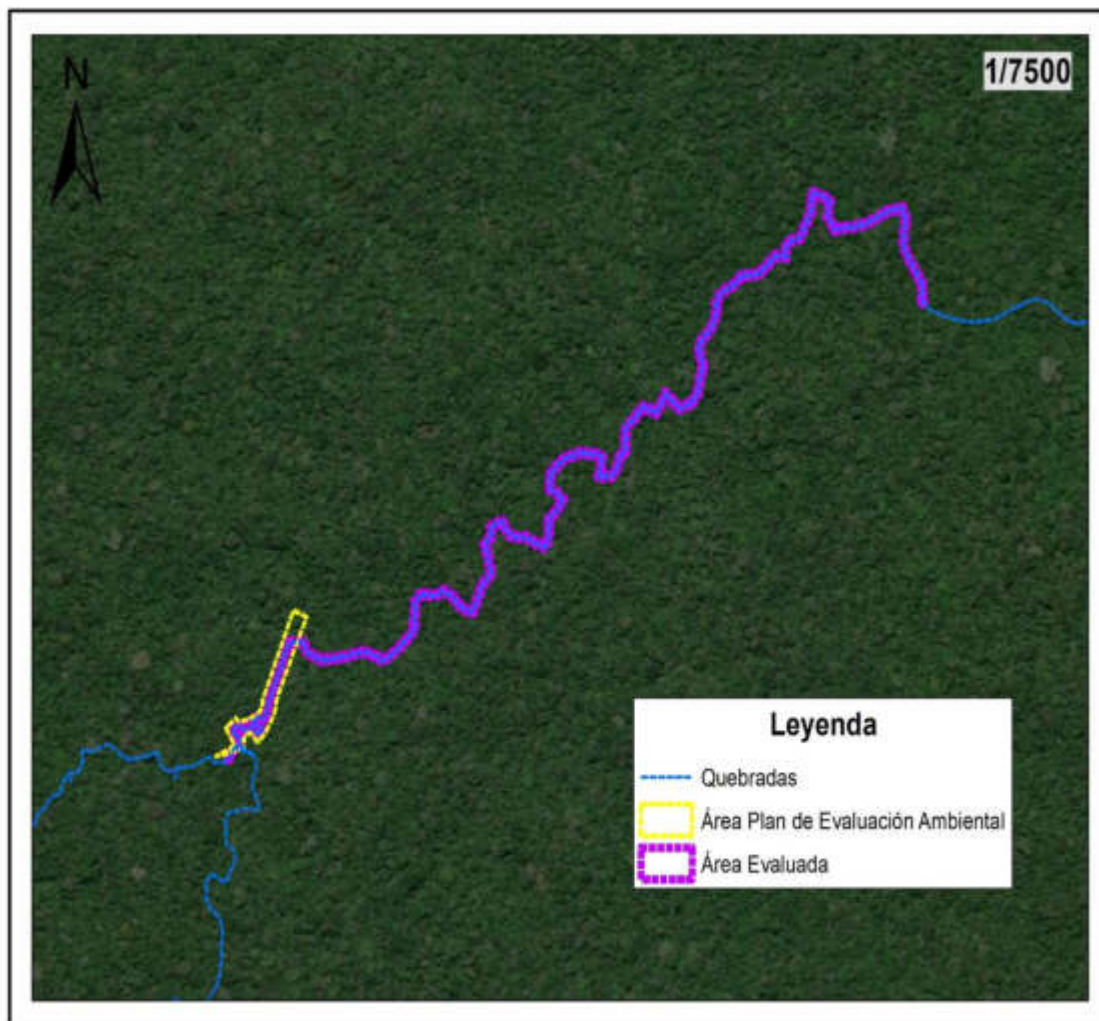 N
1/7500
Leyenda
Quebradas
Área Plan de Evaluación Ambiental
Área Evaluada